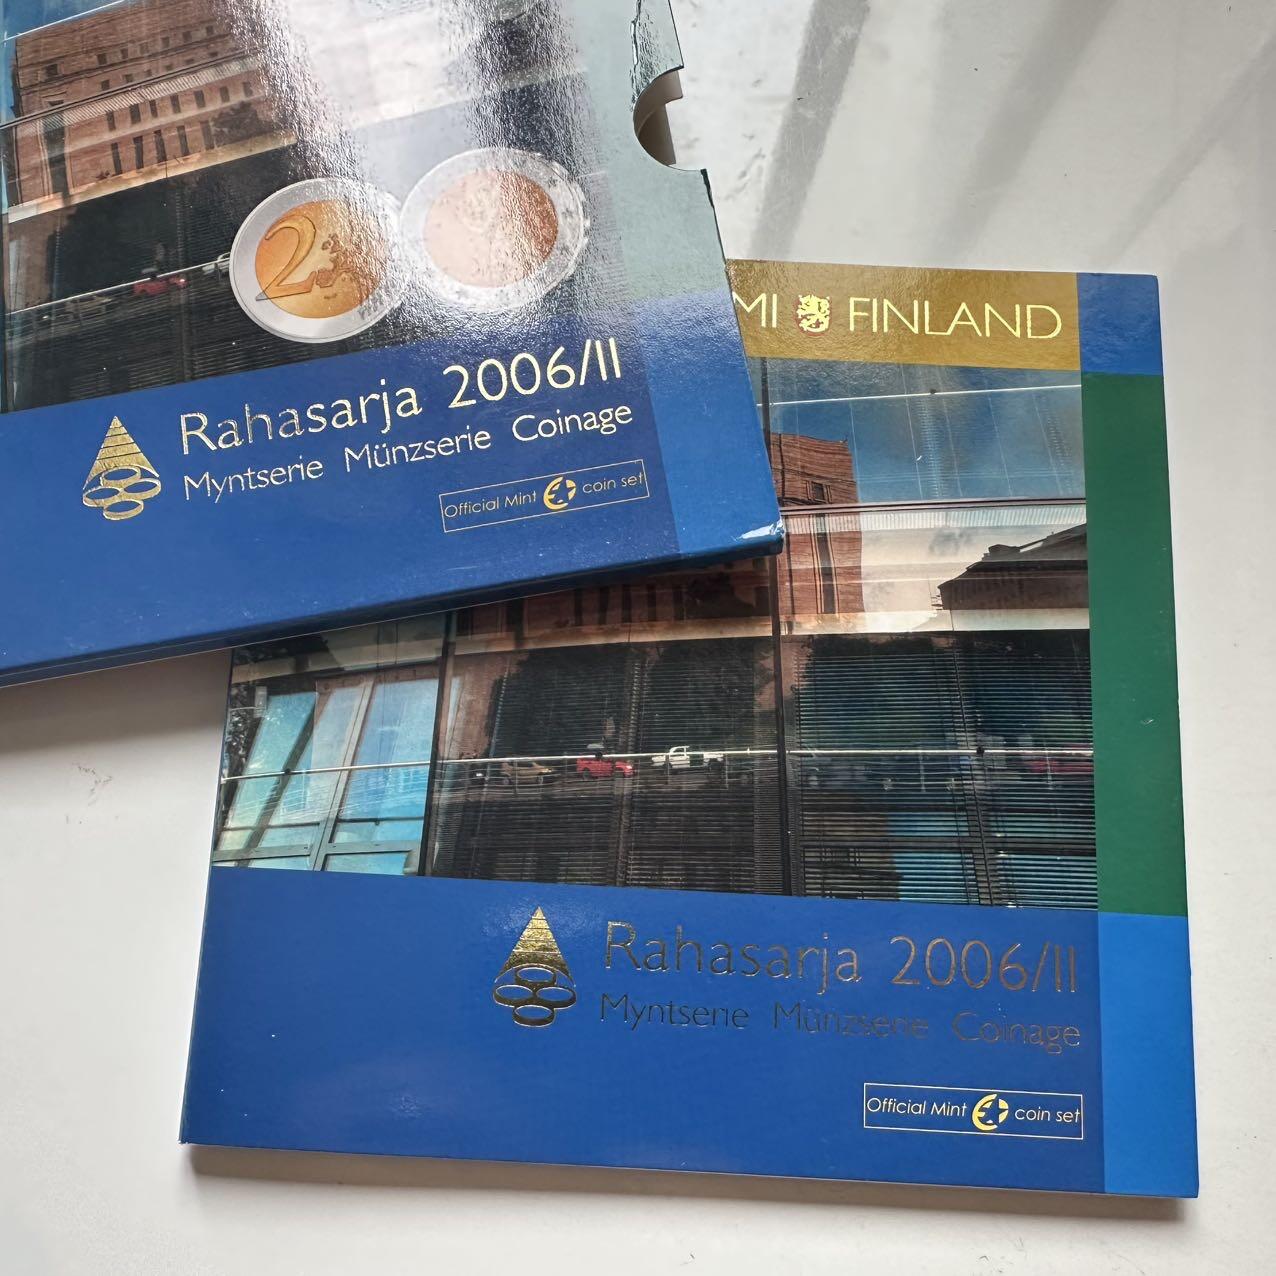 2
Rahasarja 2006/II
Myntserie Münzserie Coinage
Official Mint coin set
MI FINLAND
Rahasarja 2006/II
Myntserie Münzserie Coinage
Official Mint coin set